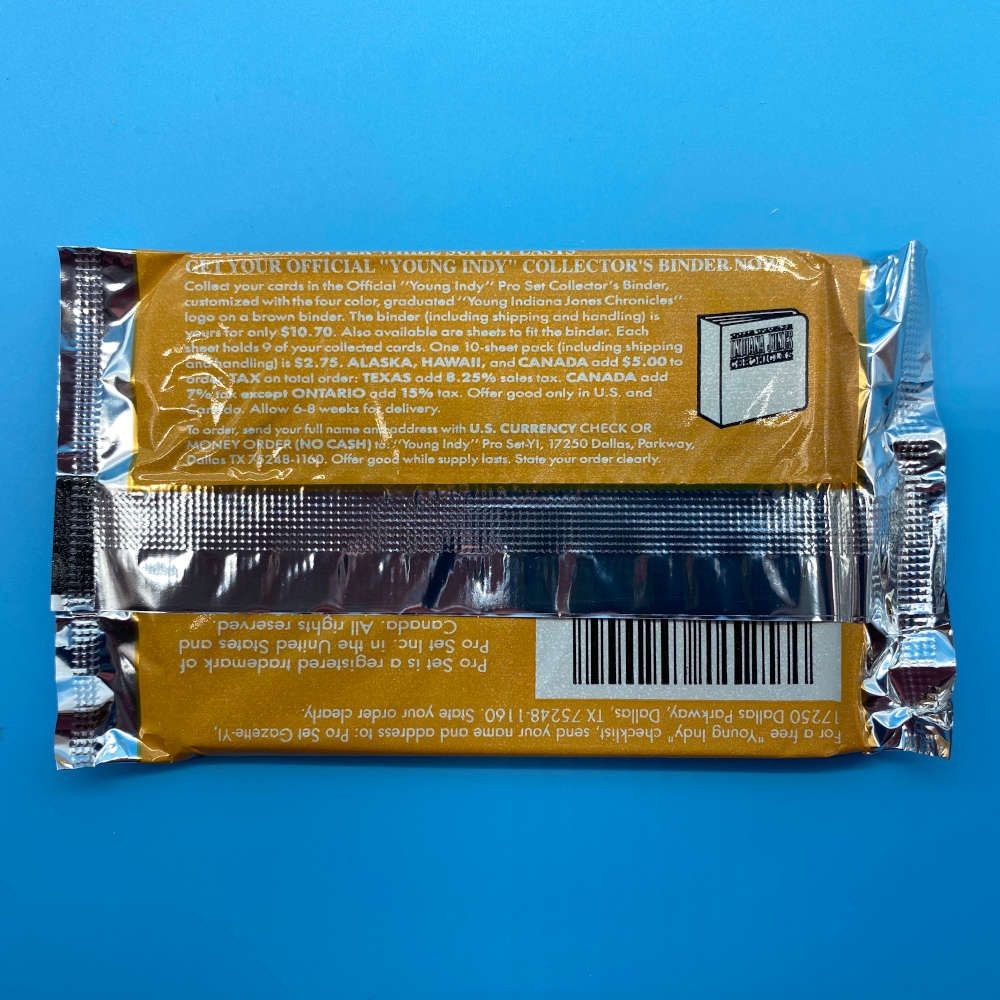 WHILE SUPPLY LASTS
GET YOUR OFFICIAL "YOUNG INDY" COLLECTOR'S BINDER NOW!
Collect your cards in the Official "Young Indy" Pro Set Collector's Binder,
customized with the four color, graduated "Young Indiana Jones Chronicles"
logo on a brown binder. The binder (including shipping and handling) is
yours for only $10.70. Also available are sheets to fit the binder. Each
sheet holds 9 of your collected cards. One 10-sheet pack (including shipping
and handling) is $2.75. ALASKA, HAWAII, and CANADA add $5.00 to
order. TAX on total order: TEXAS add 8.25% sales tax. CANADA add
7% tax except ONTARIO add 15% tax. Offer good only in U.S. and
Canada. Allow 6-8 weeks for delivery.
To order, send your full name and address with U.S. CURRENCY CHECK OR
MONEY ORDER (NO CASH) to: "Young Indy" Pro Set-YI, 17250 Dallas, Parkway,
Dallas TX 75248-1160. Offer good while supply lasts. State your order clearly.
INDIANA JONES
CHRONICLES
For a free "Young Indy" checklist, send your name and address to: Pro Set Gazette-YI,
17250 Dallas Parkway, Dallas, TX 75248-1160. State your order clearly.
Pro Set is a registered trademark of
Pro Set Inc. in the United States and
Canada. All rights reserved.